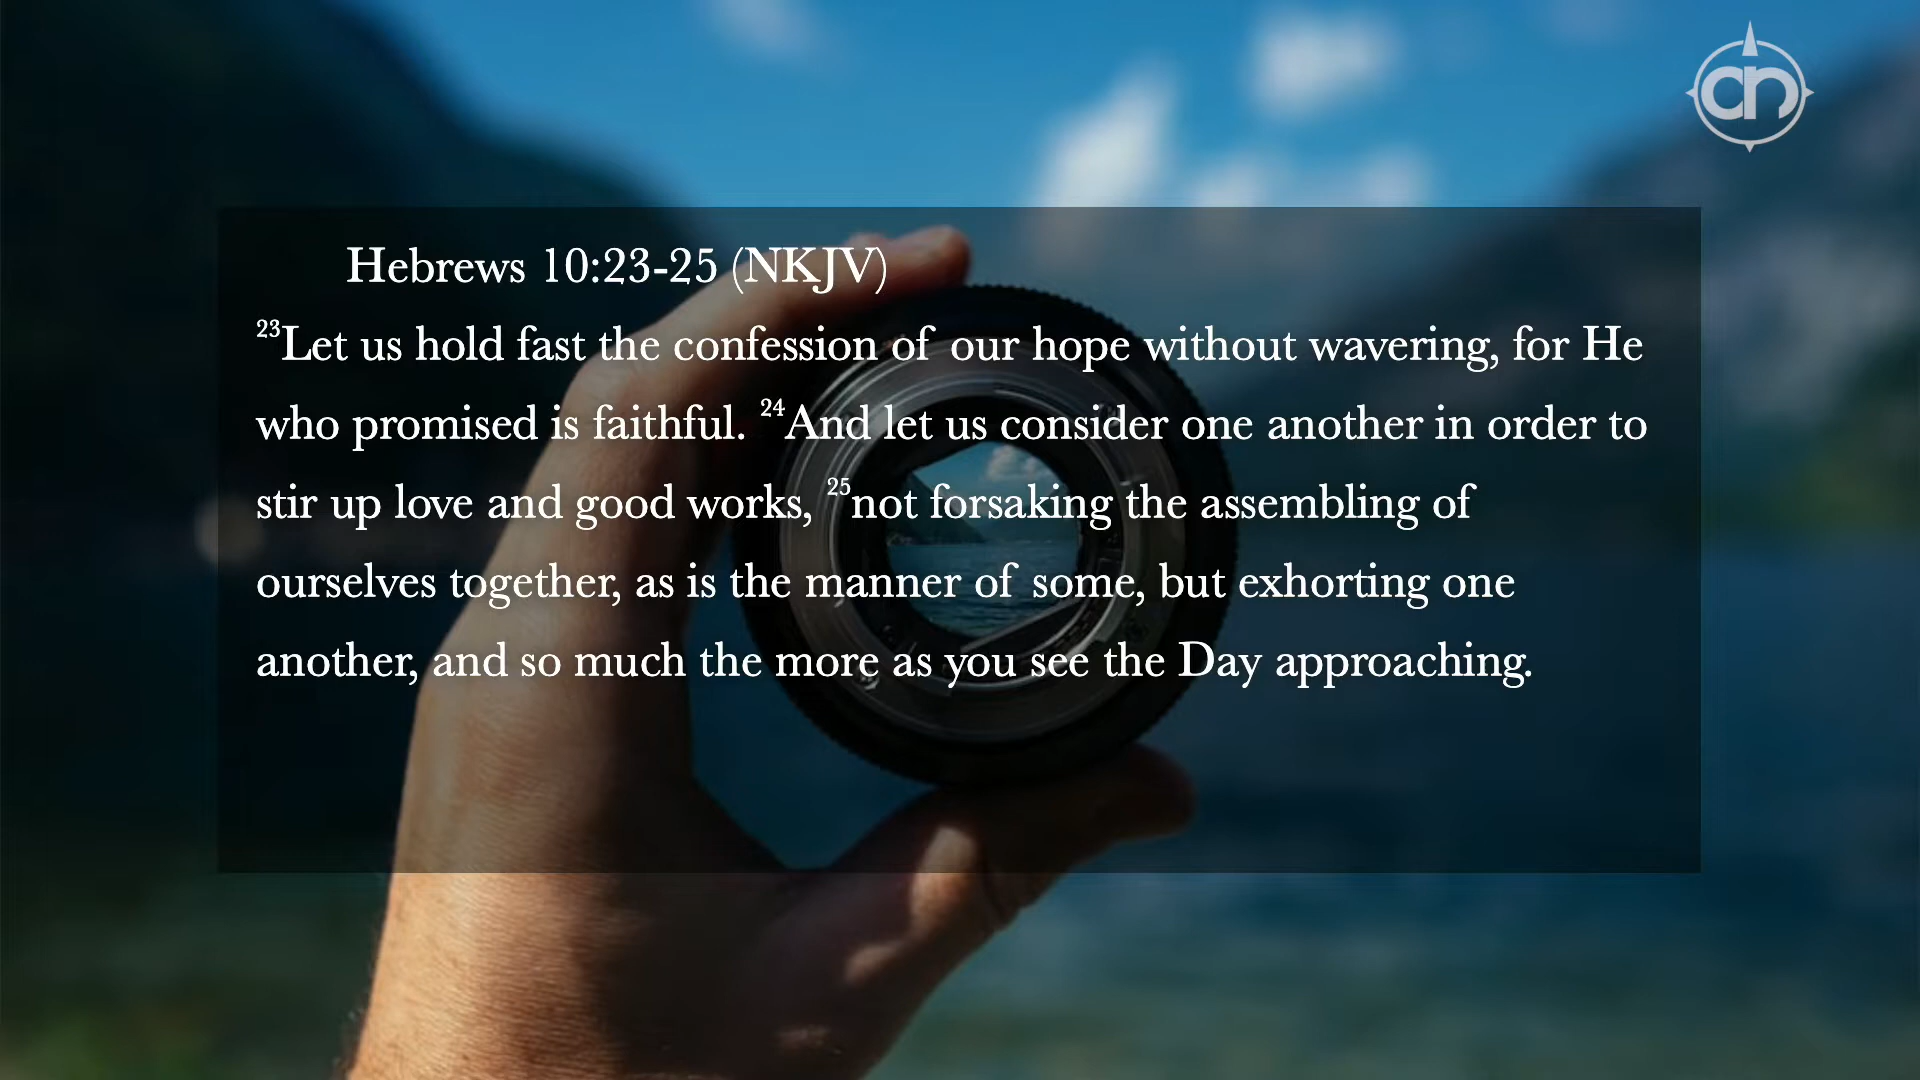 cn
Hebrews 10:23-25 (NKJV)
23Let us hold fast the confession of our hope without wavering, for He
who promised is faithful. 24And let us consider one another in order to
stir up love and good works, 25not forsaking the assembling of
ourselves together, as is the manner of some, but exhorting one
another, and so much the more as you see the Day approaching.